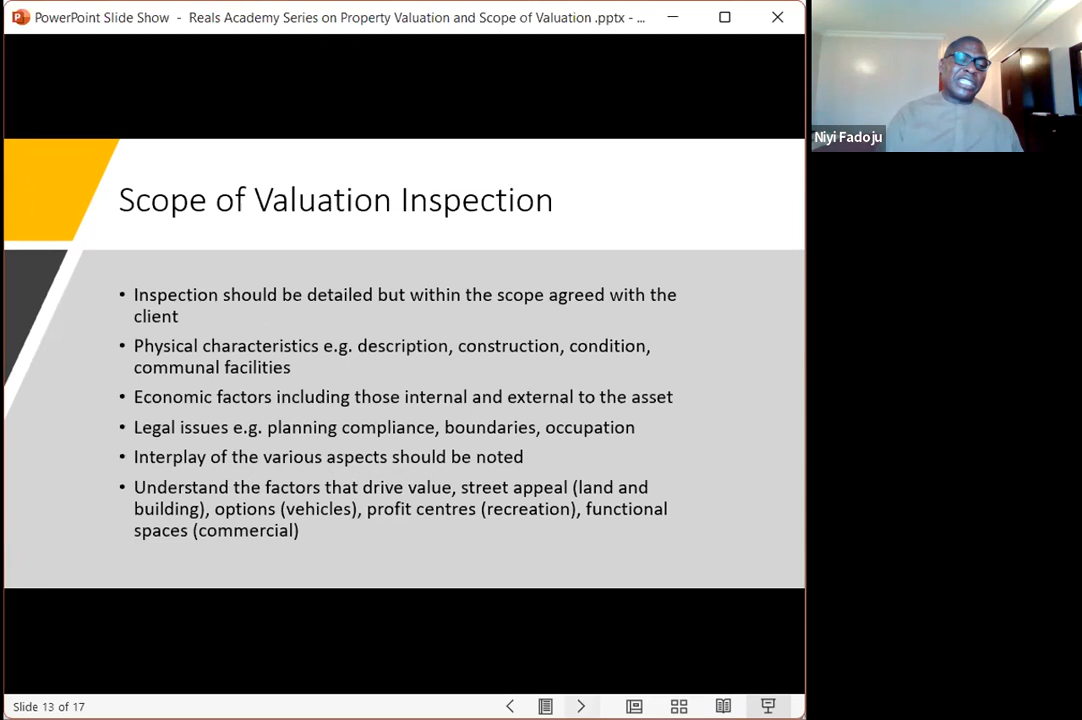 PowerPoint Slide Show - Reals Academy Series on Property Valuation and Scope of Valuation .pptx - ...
Niyi Fadoju
Scope of Valuation Inspection
• Inspection should be detailed but within the scope agreed with the
client
• Physical characteristics e.g. description, construction, condition,
communal facilities
• Economic factors including those internal and external to the asset
• Legal issues e.g. planning compliance, boundaries, occupation
• Interplay of the various aspects should be noted
• Understand the factors that drive value, street appeal (land and
building), options (vehicles), profit centres (recreation), functional
spaces (commercial)
Slide 13 of 17